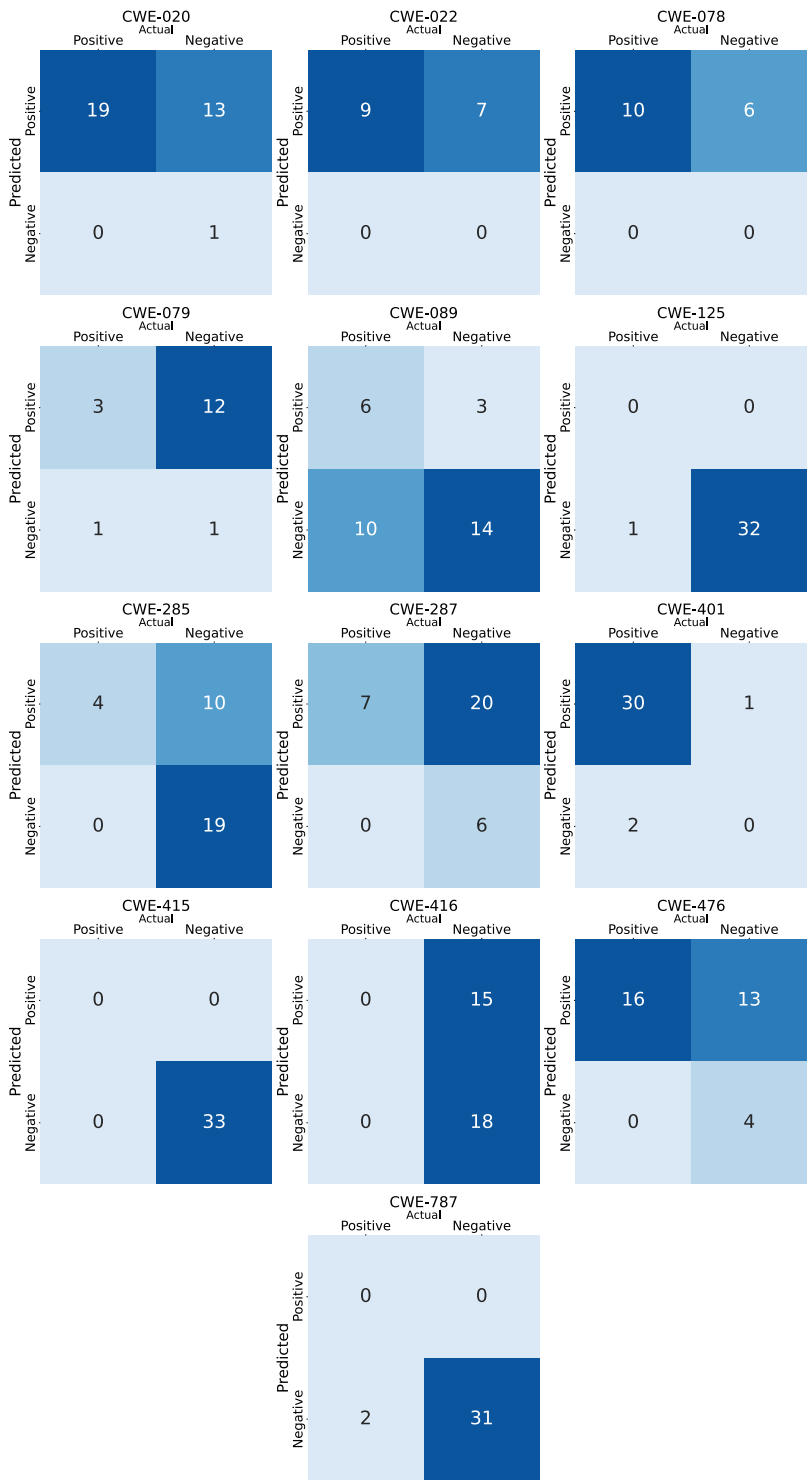 CWE-020 CWE-022 CWE-078
Actual Actual Actual
Positive Negative Positive Negative Positive Negative
Predicted Positive 19 13 Predicted Positive 9 7 Predicted Positive 10 6
Negative 0 1 Negative 0 0 Negative 0 0
CWE-079 CWE-089 CWE-125
Actual Actual Actual
Positive Negative Positive Negative Positive Negative
Predicted Positive 3 12 Predicted Positive 6 3 Predicted Positive 0 0
Negative 1 1 Negative 10 14 Negative 1 32
CWE-285 CWE-287 CWE-401
Actual Actual Actual
Positive Negative Positive Negative Positive Negative
Predicted Positive 4 10 Predicted Positive 7 20 Predicted Positive 30 1
Negative 0 19 Negative 0 6 Negative 2 0
CWE-415 CWE-416 CWE-476
Actual Actual Actual
Positive Negative Positive Negative Positive Negative
Predicted Positive 0 0 Predicted Positive 0 15 Predicted Positive 16 13
Negative 0 33 Negative 0 18 Negative 0 4
CWE-787
Actual
Positive Negative
Predicted Positive 0 0
Negative 2 31